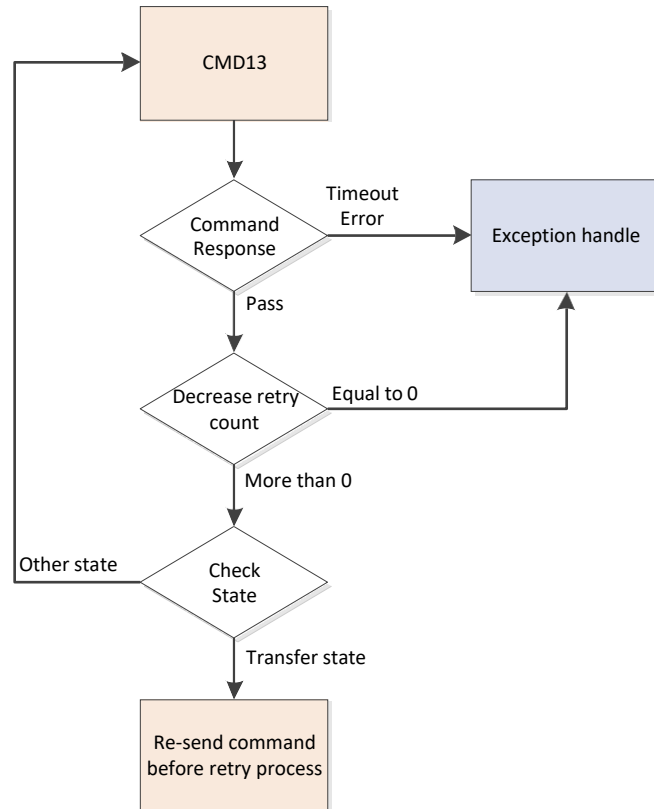 CMD13
Timeout
Error
Command
Response
Exception handle
Pass
Decrease retry
count
Equal to 0
More than 0
Other state
Check
State
Transfer state
Re-send command
before retry process